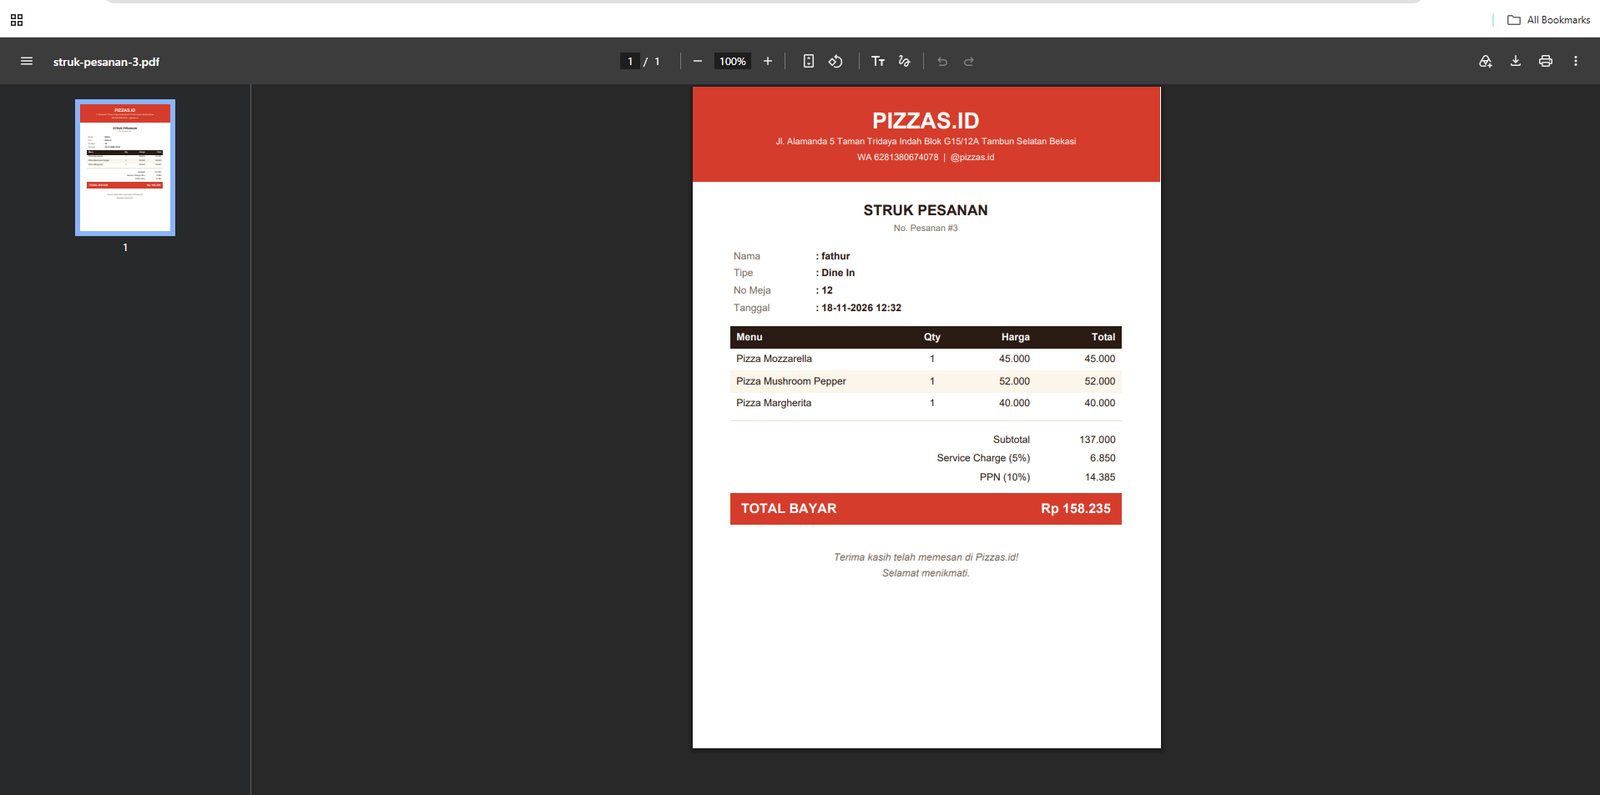 All Bookmarks
struk-pesanan-3.pdf
1 / 1
100%
1
PIZZAS.ID
Jl. Alamanda 5 Taman Tridaya Indah Blok G15/12A Tambun Selatan Bekasi
WA 6281380674078 | @pizzas.id
STRUK PESANAN
No. Pesanan #3
Nama : fathur
Tipe : Dine In
No Meja : 12
Tanggal : 18-11-2026 12:32
Menu Qty Harga Total
Pizza Mozzarella 1 45.000 45.000
Pizza Mushroom Pepper 1 52.000 52.000
Pizza Margherita 1 40.000 40.000
Subtotal 137.000
Service Charge (5%) 6.850
PPN (10%) 14.385
TOTAL BAYAR Rp 158.235
Terima kasih telah memesan di Pizzas.id!
Selamat menikmati.